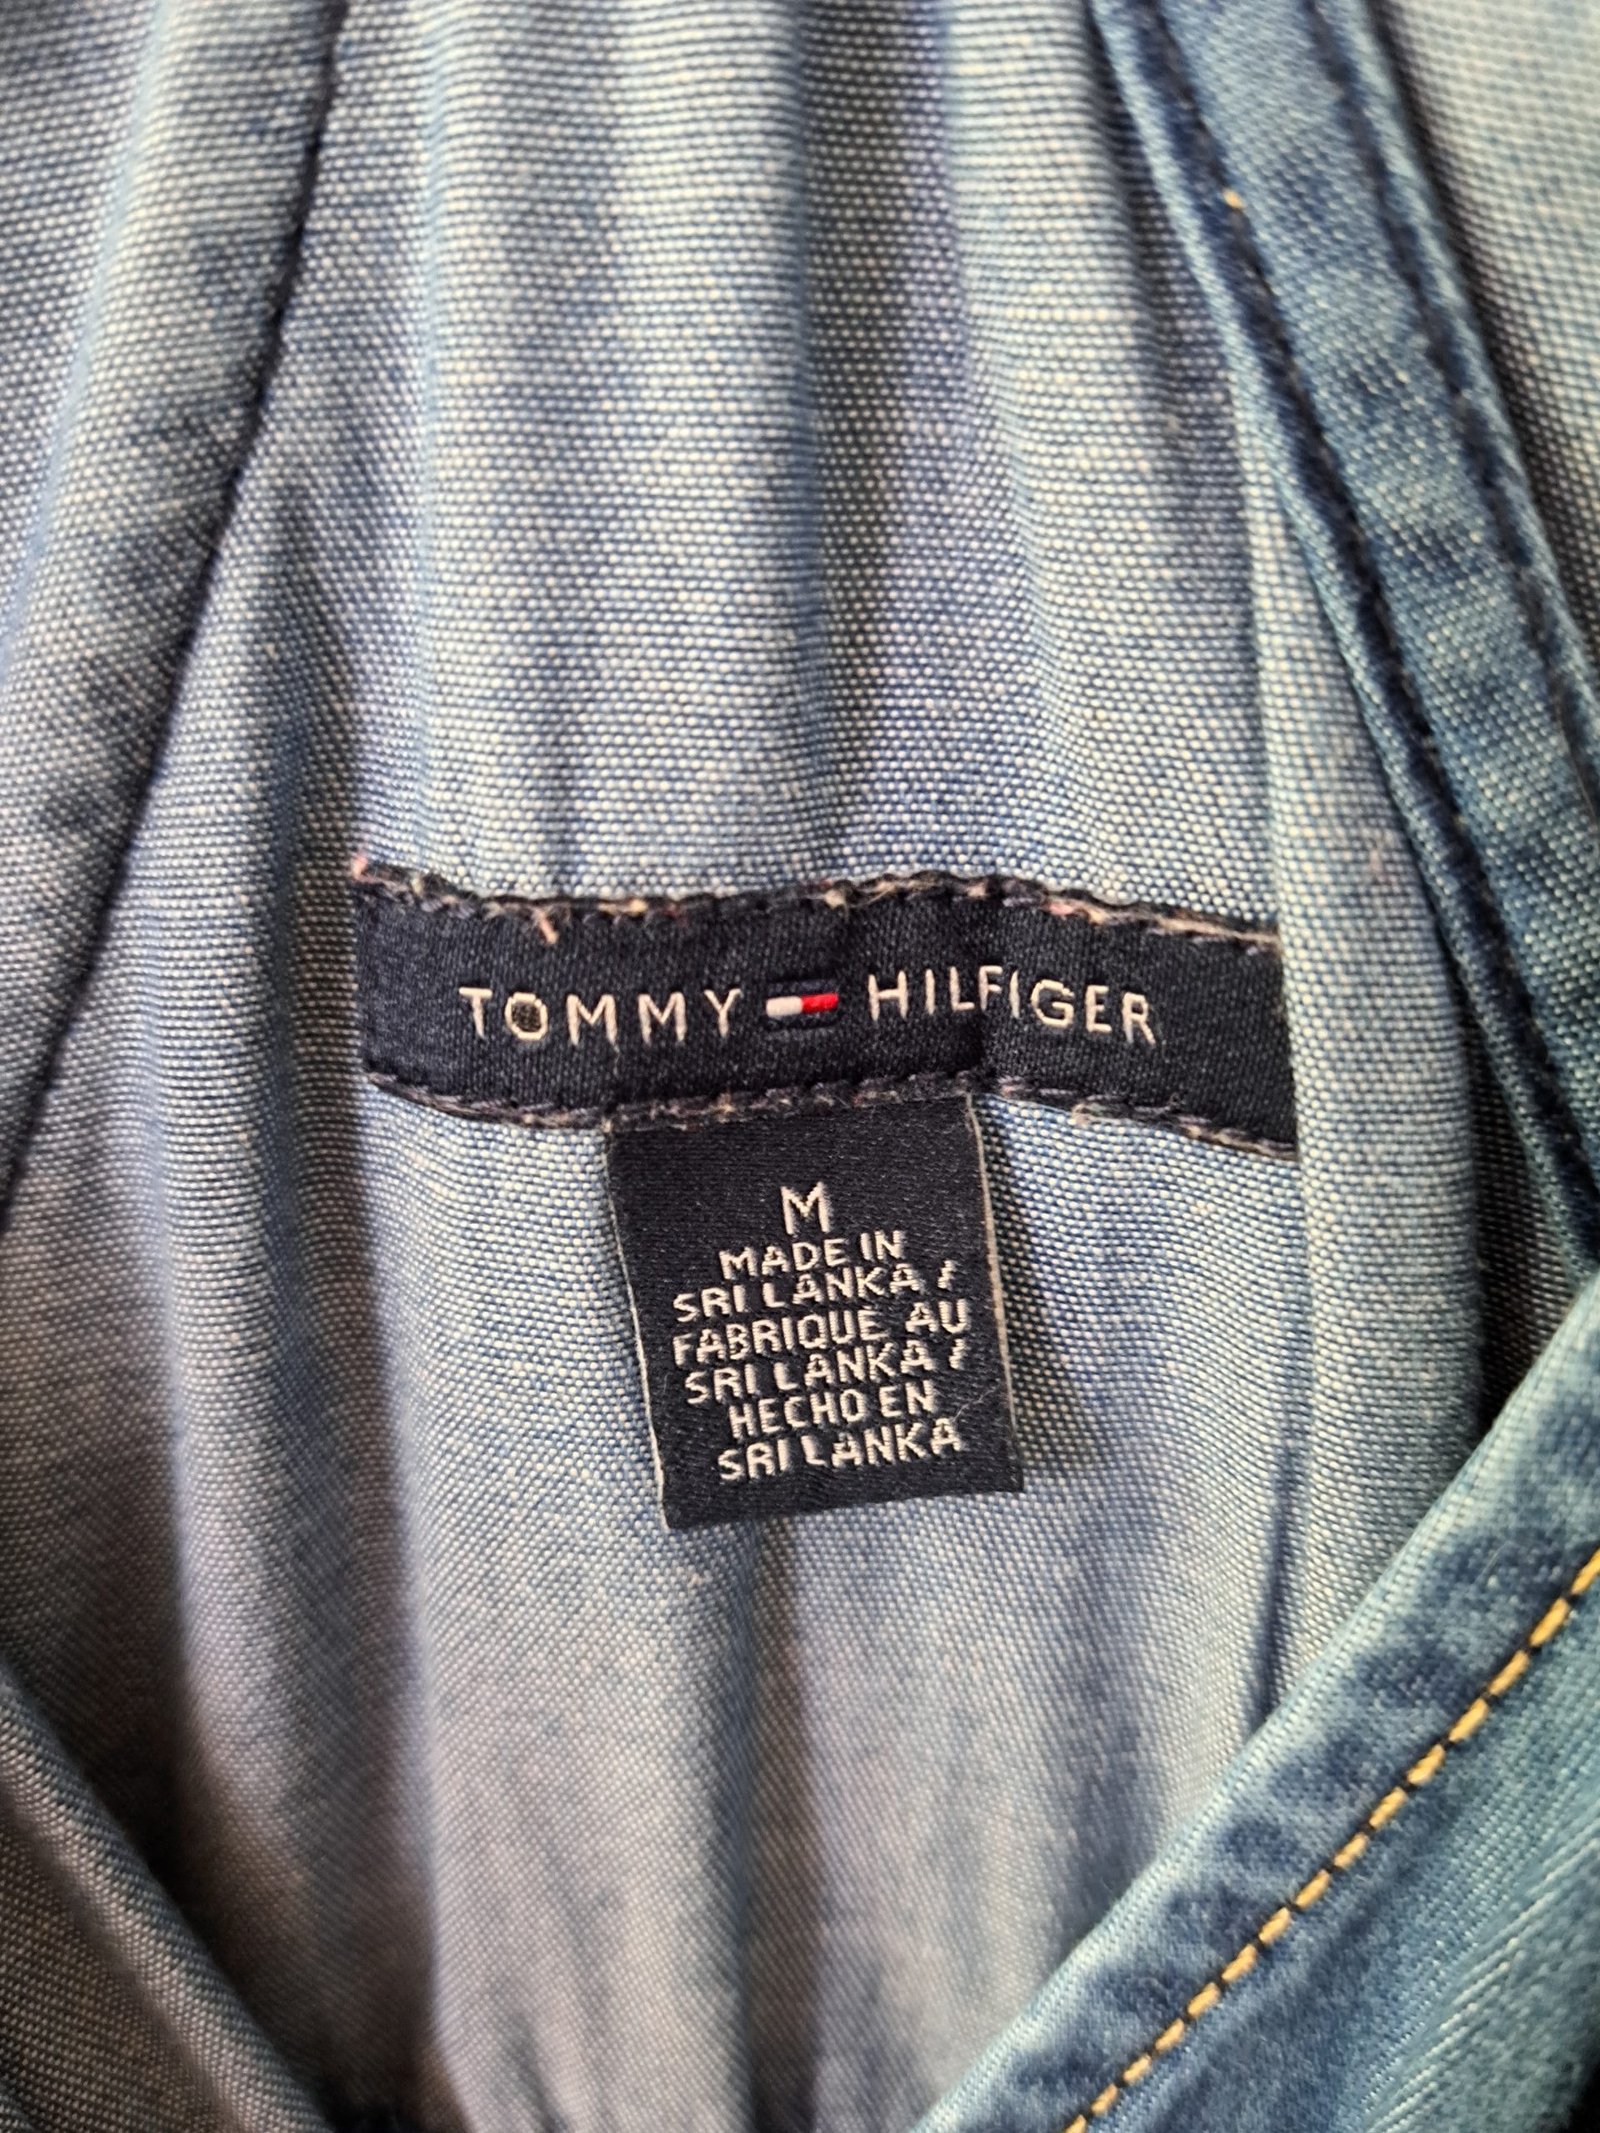 TOMMY HILFIGER
M
MADE IN
SRI LANKA /
FABRIQUE AU
SRI LANKA /
HECHO EN
SRI LANKA